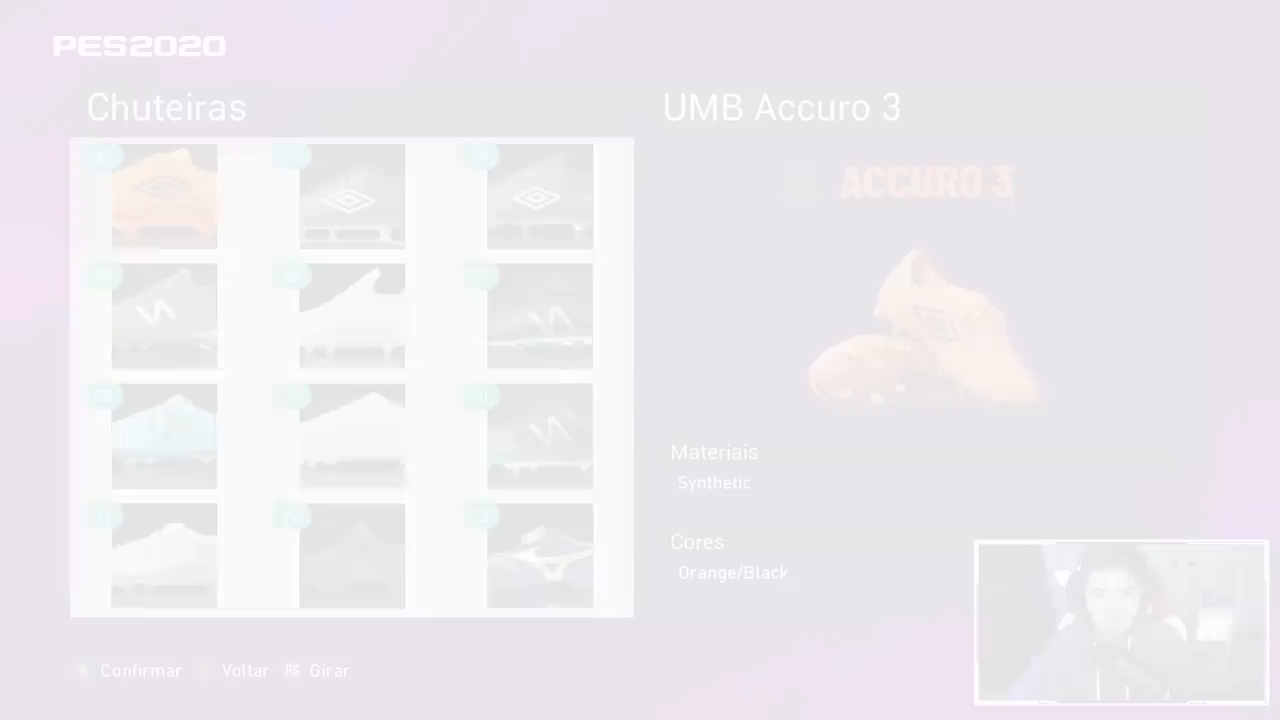 PES2020
Chuteiras
UMB Accuro 3
ACCURO 3
Materiais
Synthetic
Cores
Orange/Black
Confirmar
Voltar
RS Girar